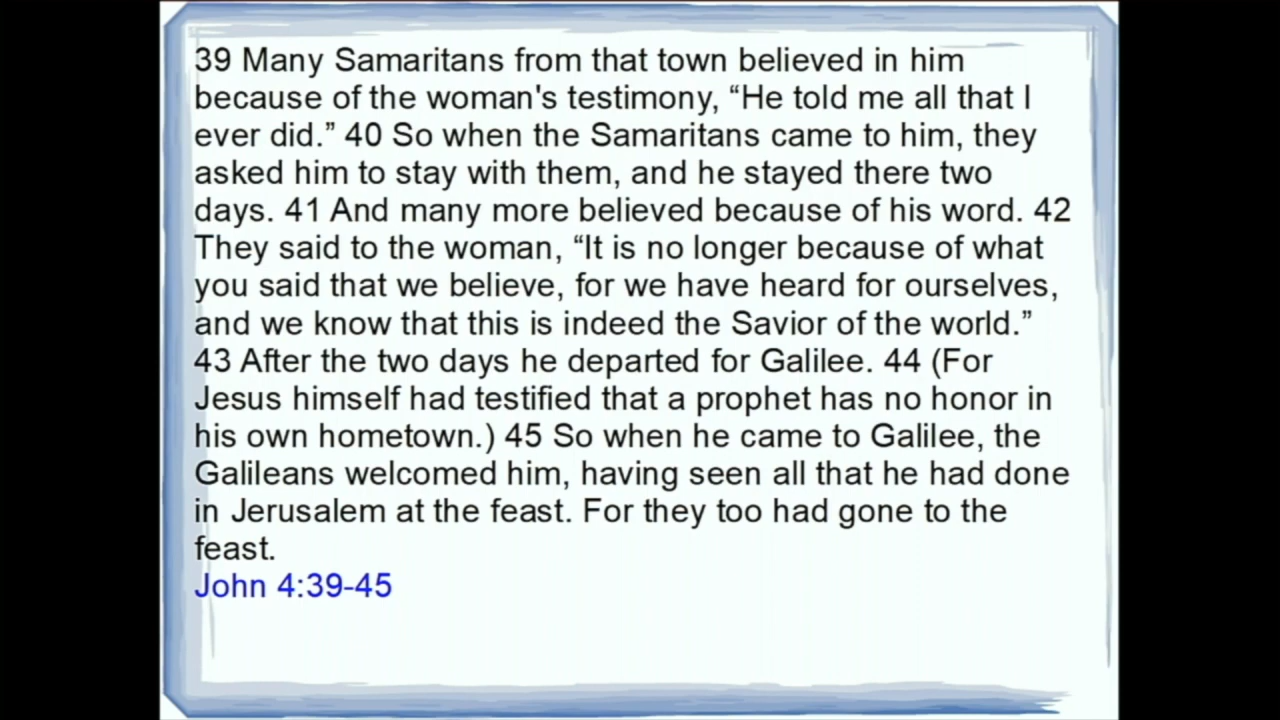 39 Many Samaritans from that town believed in him
because of the woman's testimony, “He told me all that I
ever did.” 40 So when the Samaritans came to him, they
asked him to stay with them, and he stayed there two
days. 41 And many more believed because of his word. 42
They said to the woman, “It is no longer because of what
you said that we believe, for we have heard for ourselves,
and we know that this is indeed the Savior of the world.”
43 After the two days he departed for Galilee. 44 (For
Jesus himself had testified that a prophet has no honor in
his own hometown.) 45 So when he came to Galilee, the
Galileans welcomed him, having seen all that he had done
in Jerusalem at the feast. For they too had gone to the
feast.
John 4:39-45